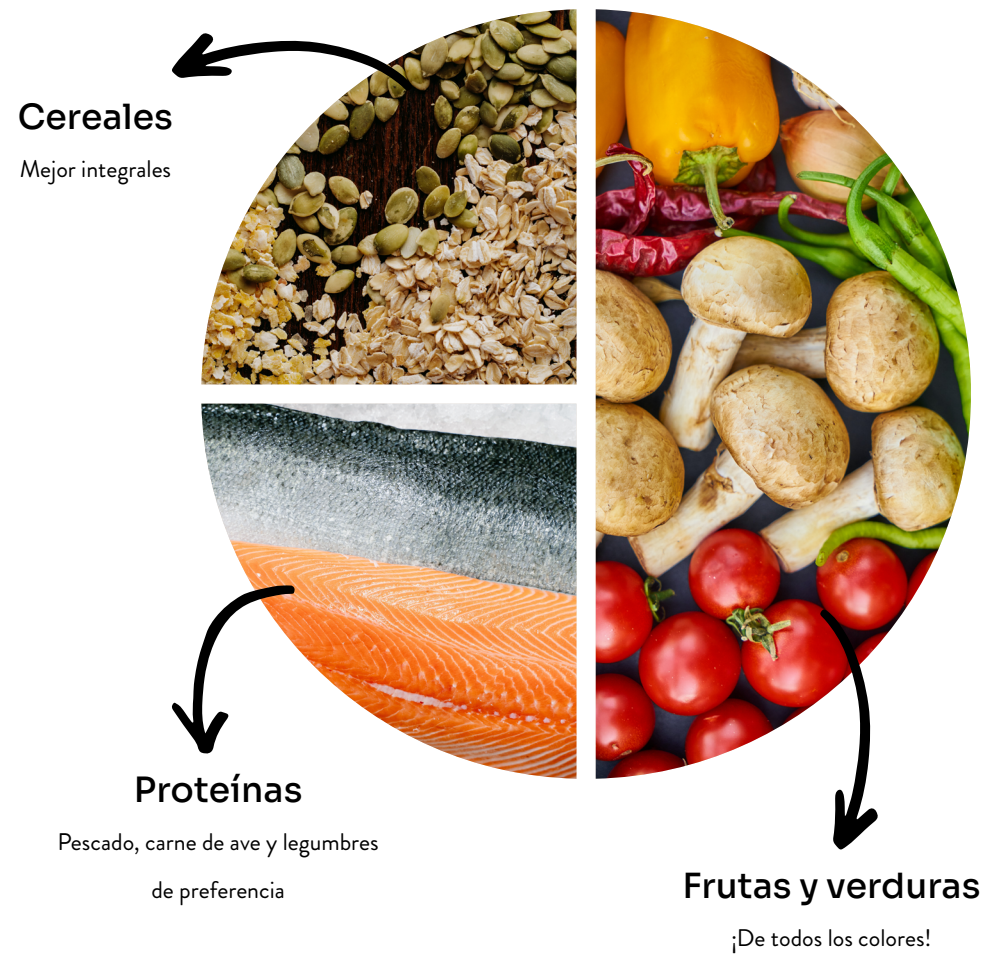 Cereales
Mejor integrales
Proteínas
Pescado, carne de ave y legumbres
de preferencia
Frutas y verduras
¡De todos los colores!